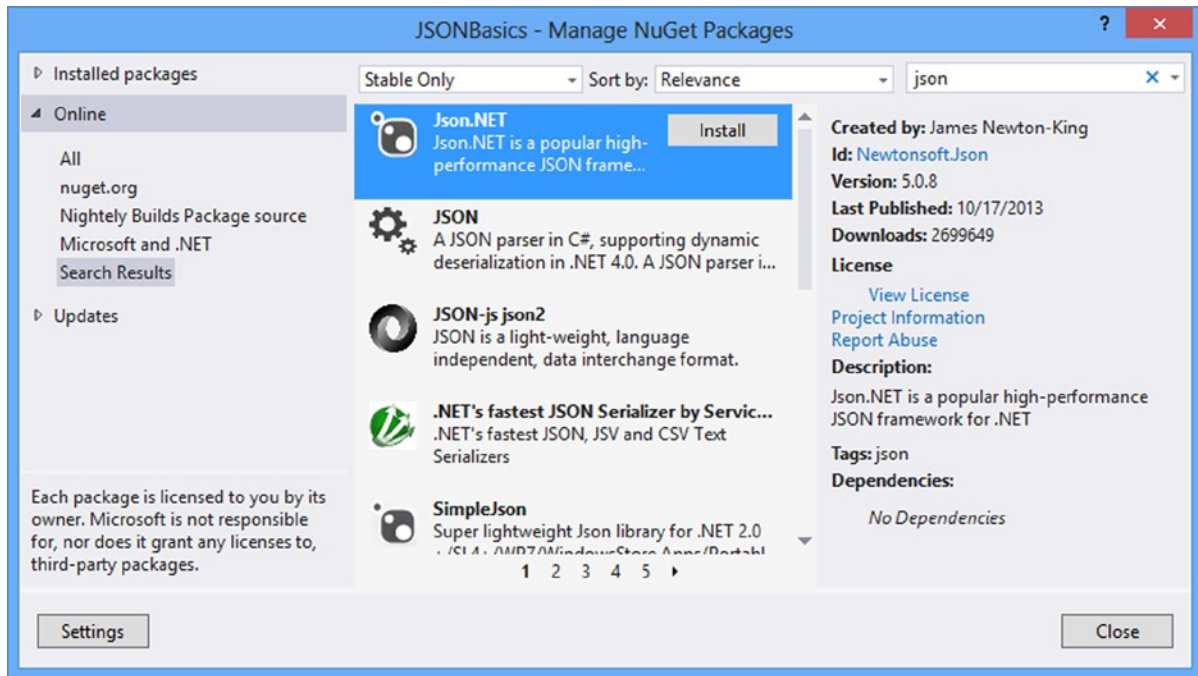 JSONBasics - Manage NuGet Packages
?
Installed packages
Online
All
nuget.org
Nightely Builds Package source
Microsoft and .NET
Search Results
Updates
Each package is licensed to you by its
owner. Microsoft is not responsible
for, nor does it grant any licenses to,
third-party packages.
Settings
Stable Only
Sort by: Relevance
json
Json.NET
Install
Json.NET is a popular high-
performance JSON frame...
JSON
A JSON parser in C#, supporting dynamic
deserialization in .NET 4.0. A JSON parser i...
JSON-js json2
JSON is a light-weight, language
independent, data interchange format.
.NET's fastest JSON Serializer by Servic...
.NET's fastest JSON, JSV and CSV Text
Serializers
SimpleJson
Super lightweight Json library for .NET 2.0
+/SL4+/WP7/WindowsStore Apps/Portabl
1 2 3 4 5
Created by: James Newton-King
Id: Newtonsoft.Json
Version: 5.0.8
Last Published: 10/17/2013
Downloads: 2699649
License
View License
Project Information
Report Abuse
Description:
Json.NET is a popular high-performance
JSON framework for .NET
Tags: json
Dependencies:
No Dependencies
Close